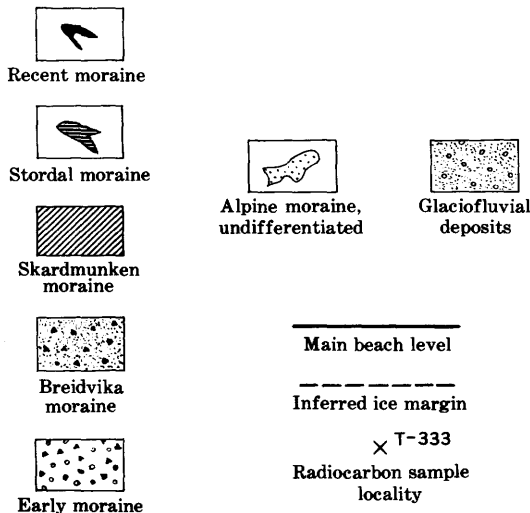 Recent moraine
Stordal moraine
Skardmunken
moraine
Breidvika
moraine
Early moraine
Alpine moraine,
undifferentiated
Glaciofluvial
deposits
Main beach level
Inferred ice margin
T-333
Radiocarbon sample
locality